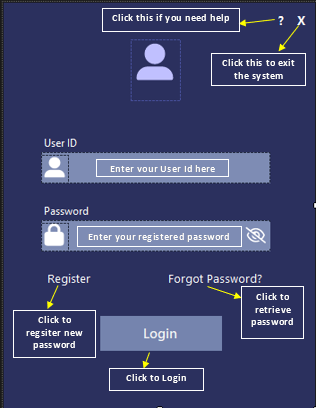 Click this if you need help
? X
Click this to exit
the system
User ID
Enter your User Id here
Password
Enter your registered password
Register
Forgot Password?
Click to
regsiter new
password
Click to
retrieve
password
Login
Click to Login